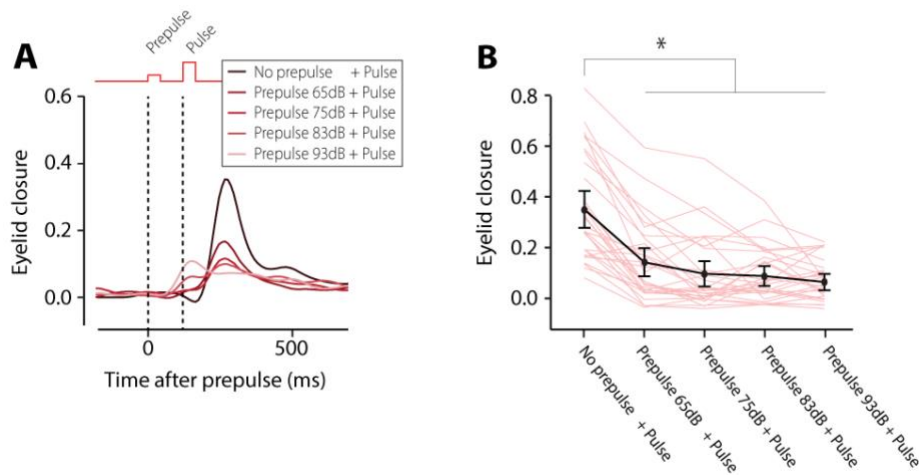 A
Prepulse
Pulse
No prepulse + Pulse
Prepulse 65dB + Pulse
Prepulse 75dB + Pulse
Prepulse 83dB + Pulse
Prepulse 93dB + Pulse
Eyelid closure
0.6
0.4
0.2
0.0
0
500
Time after prepulse (ms)
B
*
Eyelid closure
0.8
0.6
0.4
0.2
0.0
No prepulse + Pulse
Prepulse 65dB + Pulse
Prepulse 75dB + Pulse
Prepulse 83dB + Pulse
Prepulse 93dB + Pulse